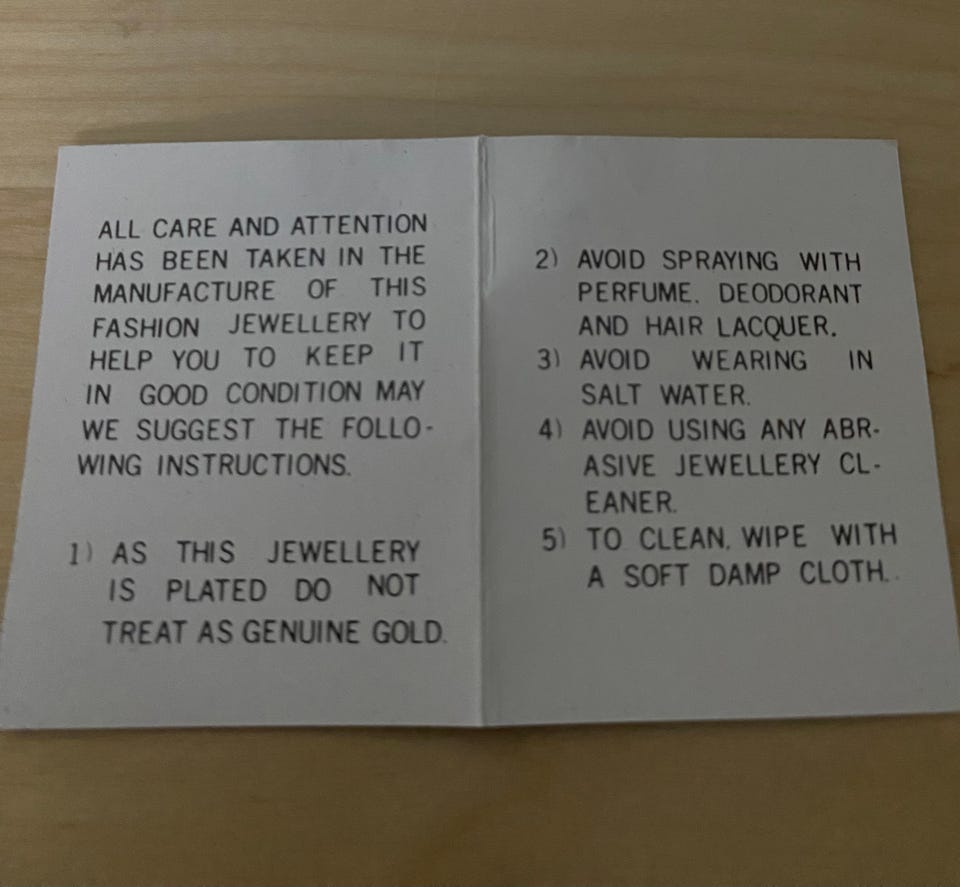 ALL CARE AND ATTENTION
HAS BEEN TAKEN IN THE
MANUFACTURE OF THIS
FASHION JEWELLERY TO
HELP YOU TO KEEP IT
IN GOOD CONDITION MAY
WE SUGGEST THE FOLLO-
WING INSTRUCTIONS.
1) AS THIS JEWELLERY
IS PLATED DO NOT
TREAT AS GENUINE GOLD.
2) AVOID SPRAYING WITH
PERFUME. DEODORANT
AND HAIR LACQUER.
3) AVOID WEARING IN
SALT WATER.
4) AVOID USING ANY ABR-
ASIVE JEWELLERY CL-
EANER.
5) TO CLEAN. WIPE WITH
A SOFT DAMP CLOTH.